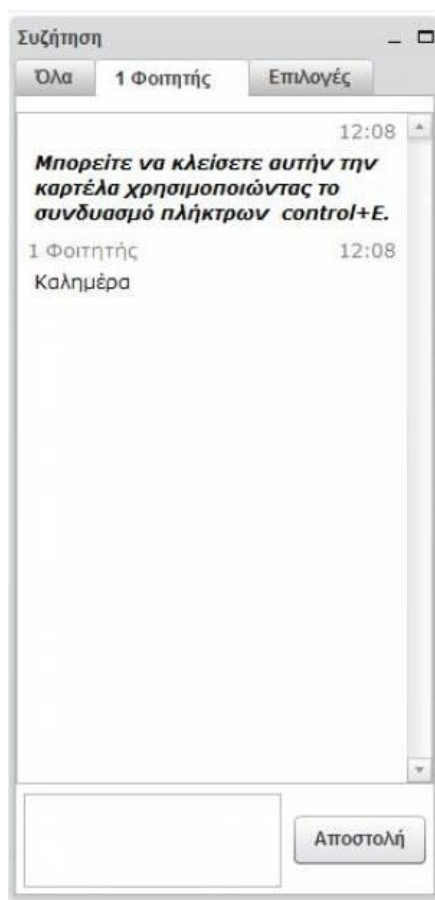 Συζήτηση
Όλα 1 Φοιτητής Επιλογές
12:08
Μπορείτε να κλείσετε αυτήν την
καρτέλα χρησιμοποιώντας το
συνδυασμό πλήκτρων control+E.
1 Φοιτητής 12:08
Καλημέρα
Αποστολή